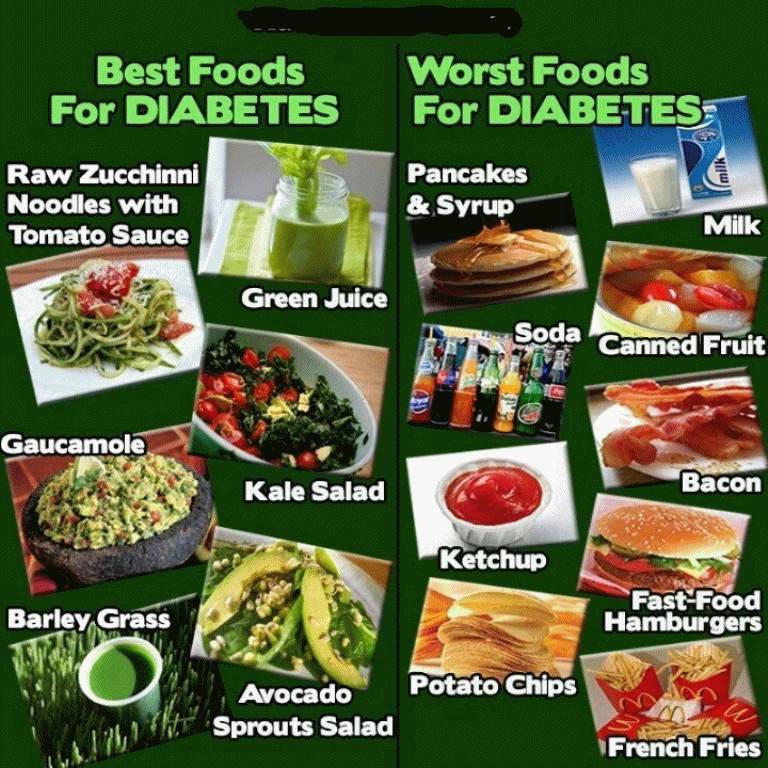 Best Foods
For DIABETES
Raw Zucchinni
Noodles with
Tomato Sauce
Green Juice
Gaucamole
Kale Salad
Barley Grass
Avocado
Sprouts Salad
Worst Foods
For DIABETES
Pancakes
& Syrup
milk
Milk
Soda
Canned Fruit
Bacon
Ketchup
Fast-Food
Hamburgers
Potato Chips
French Fries